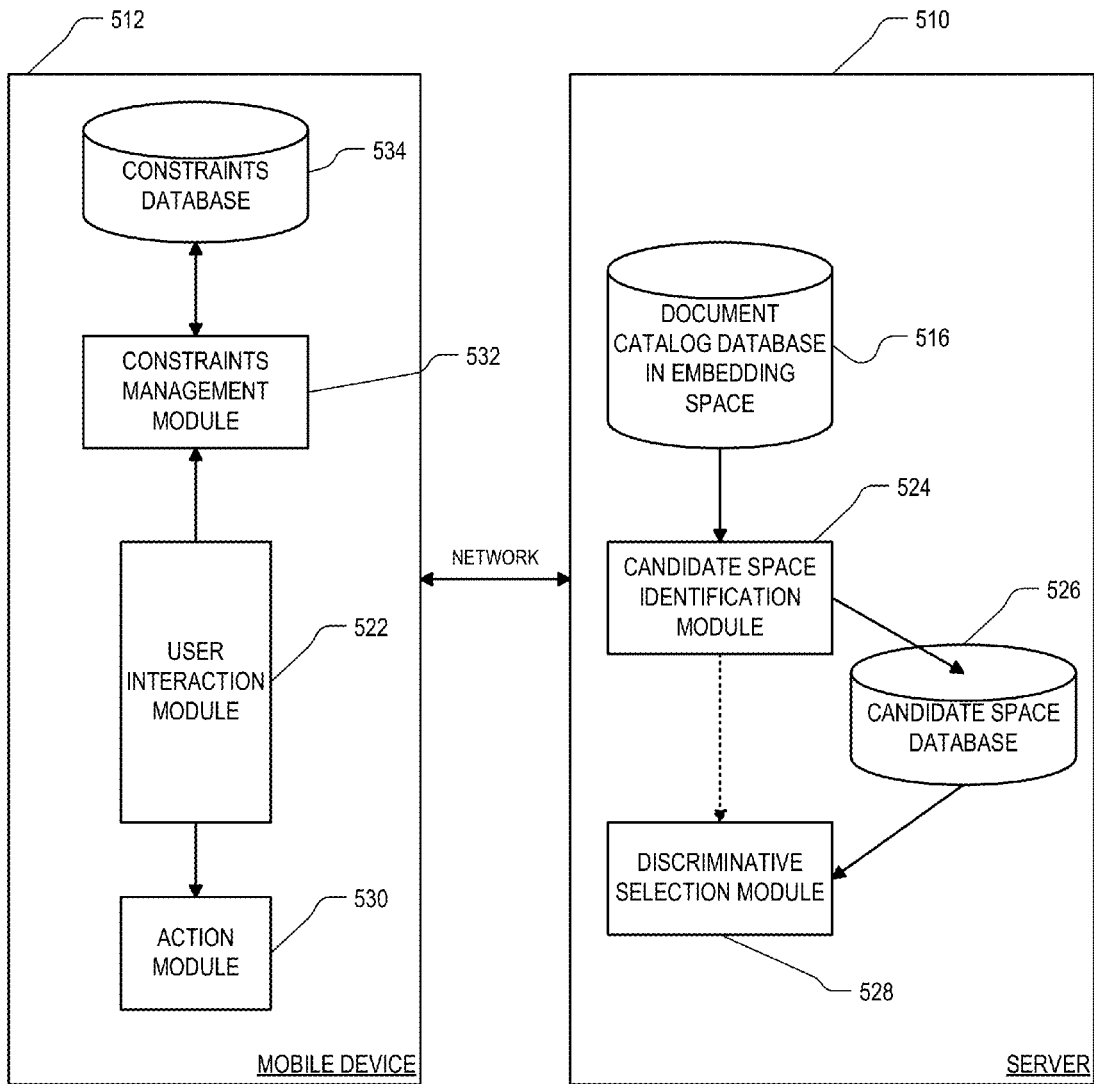 512
510
534
CONSTRAINTS
DATABASE
DOCUMENT
CATALOG DATABASE
IN EMBEDDING
SPACE
516
CONSTRAINTS
MANAGEMENT
MODULE
532
524
NETWORK
CANDIDATE SPACE
IDENTIFICATION
MODULE
526
USER
INTERACTION
MODULE
522
CANDIDATE SPACE
DATABASE
DISCRIMINATIVE
SELECTION MODULE
530
ACTION
MODULE
528
MOBILE DEVICE
SERVER